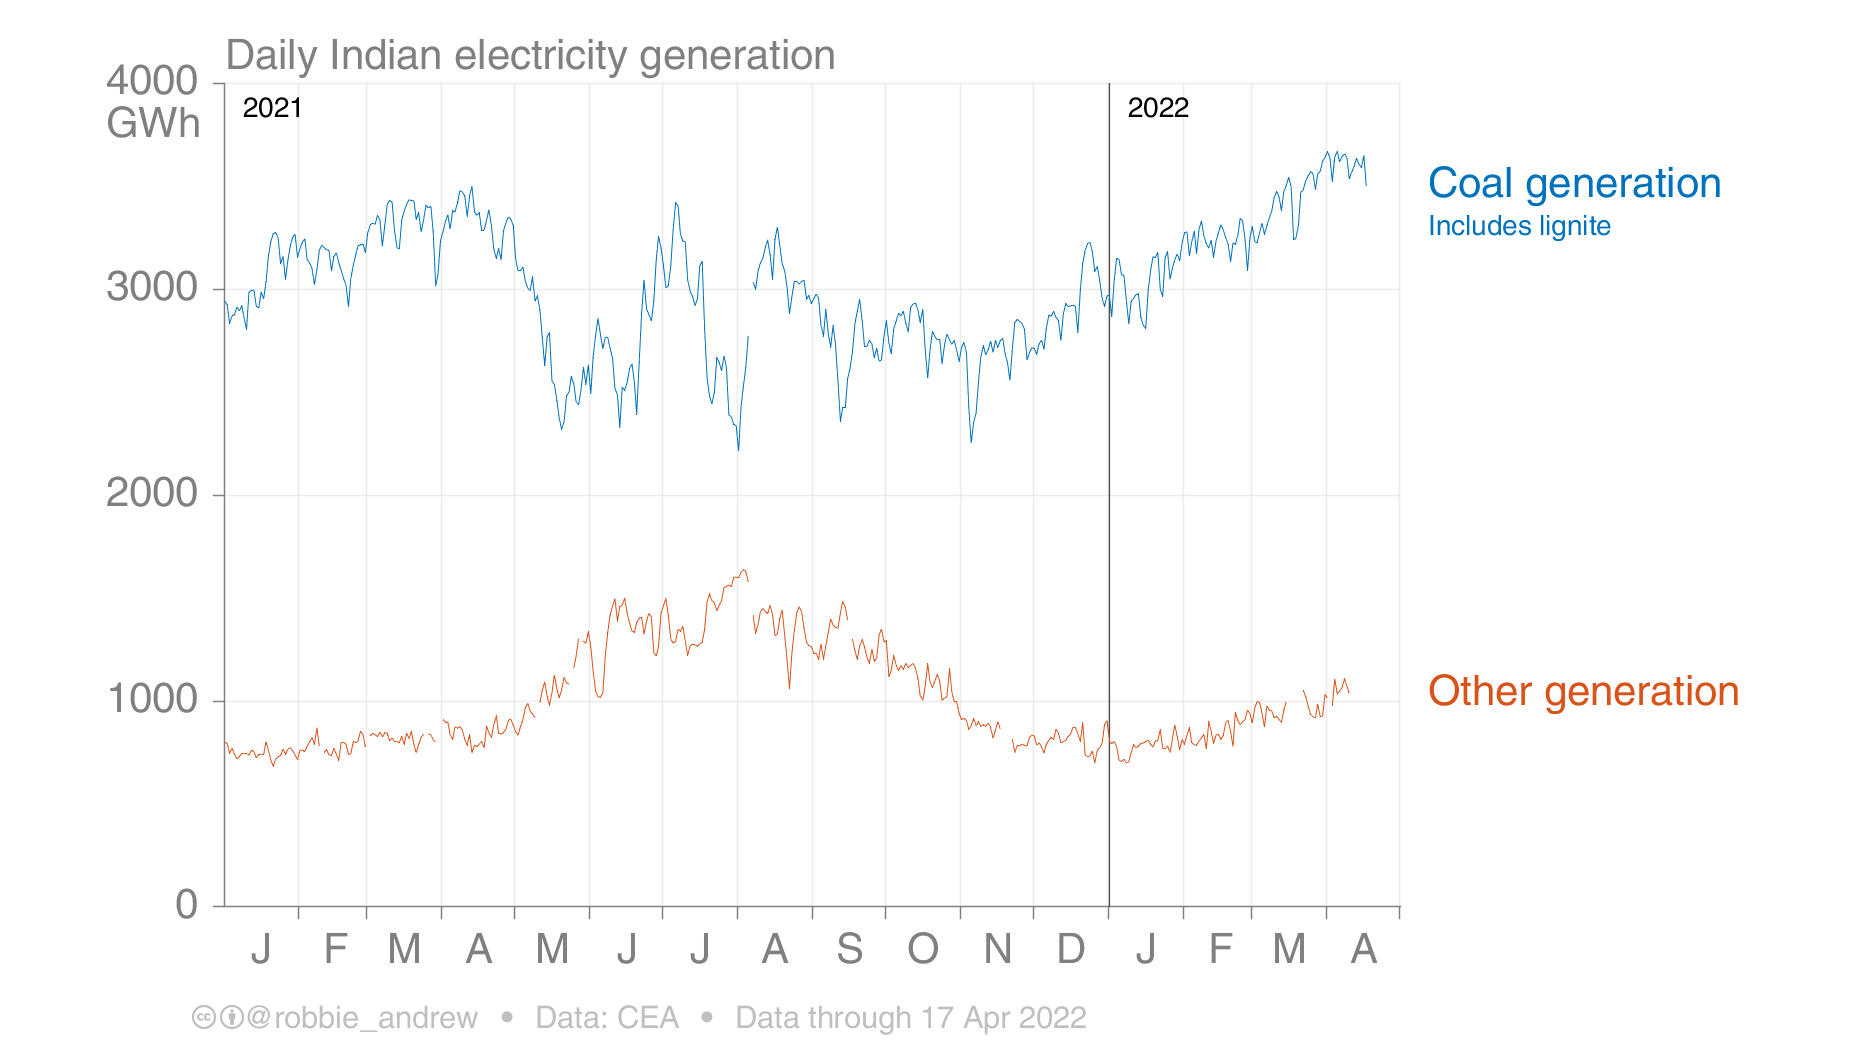 Daily Indian electricity generation
4000
GWh
2021
2022
Coal generation
Includes lignite
3000
2000
1000
Other generation
0
J F M A M J J A S O N D J F M A
@robbie_andrew • Data: CEA • Data through 17 Apr 2022